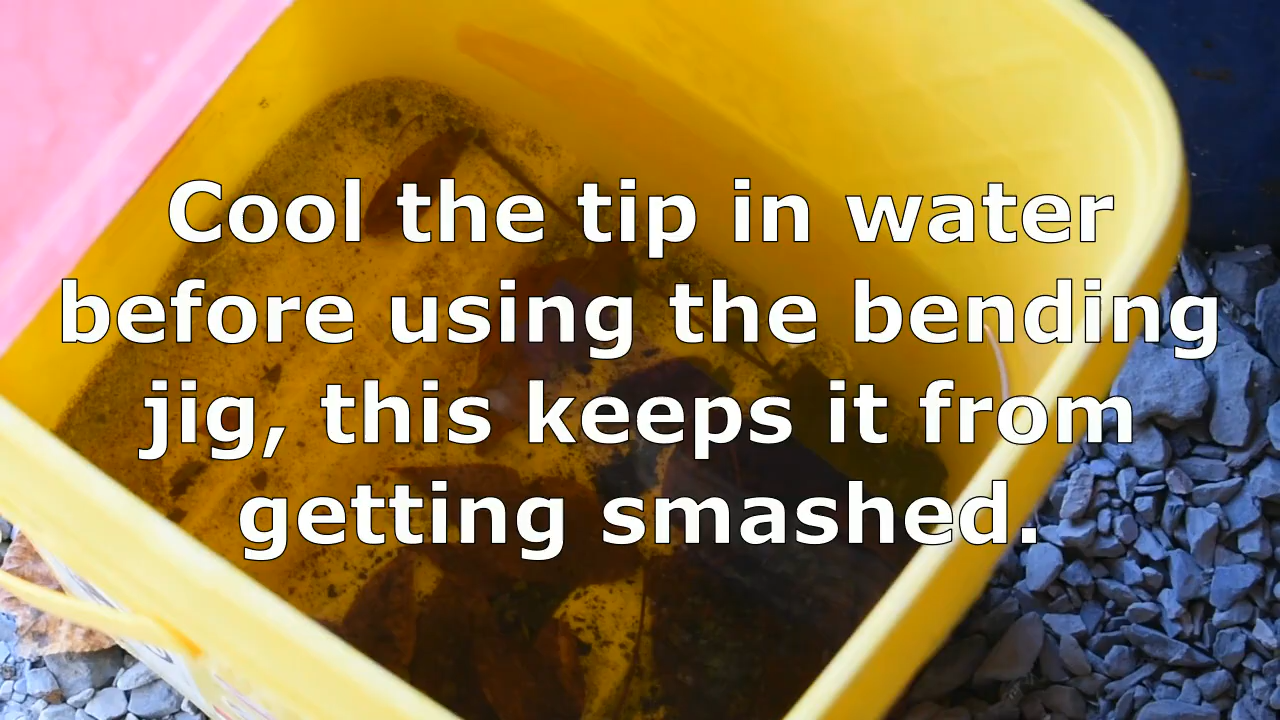 Cool the tip in water
before using the bending
jig, this keeps it from
getting smashed.